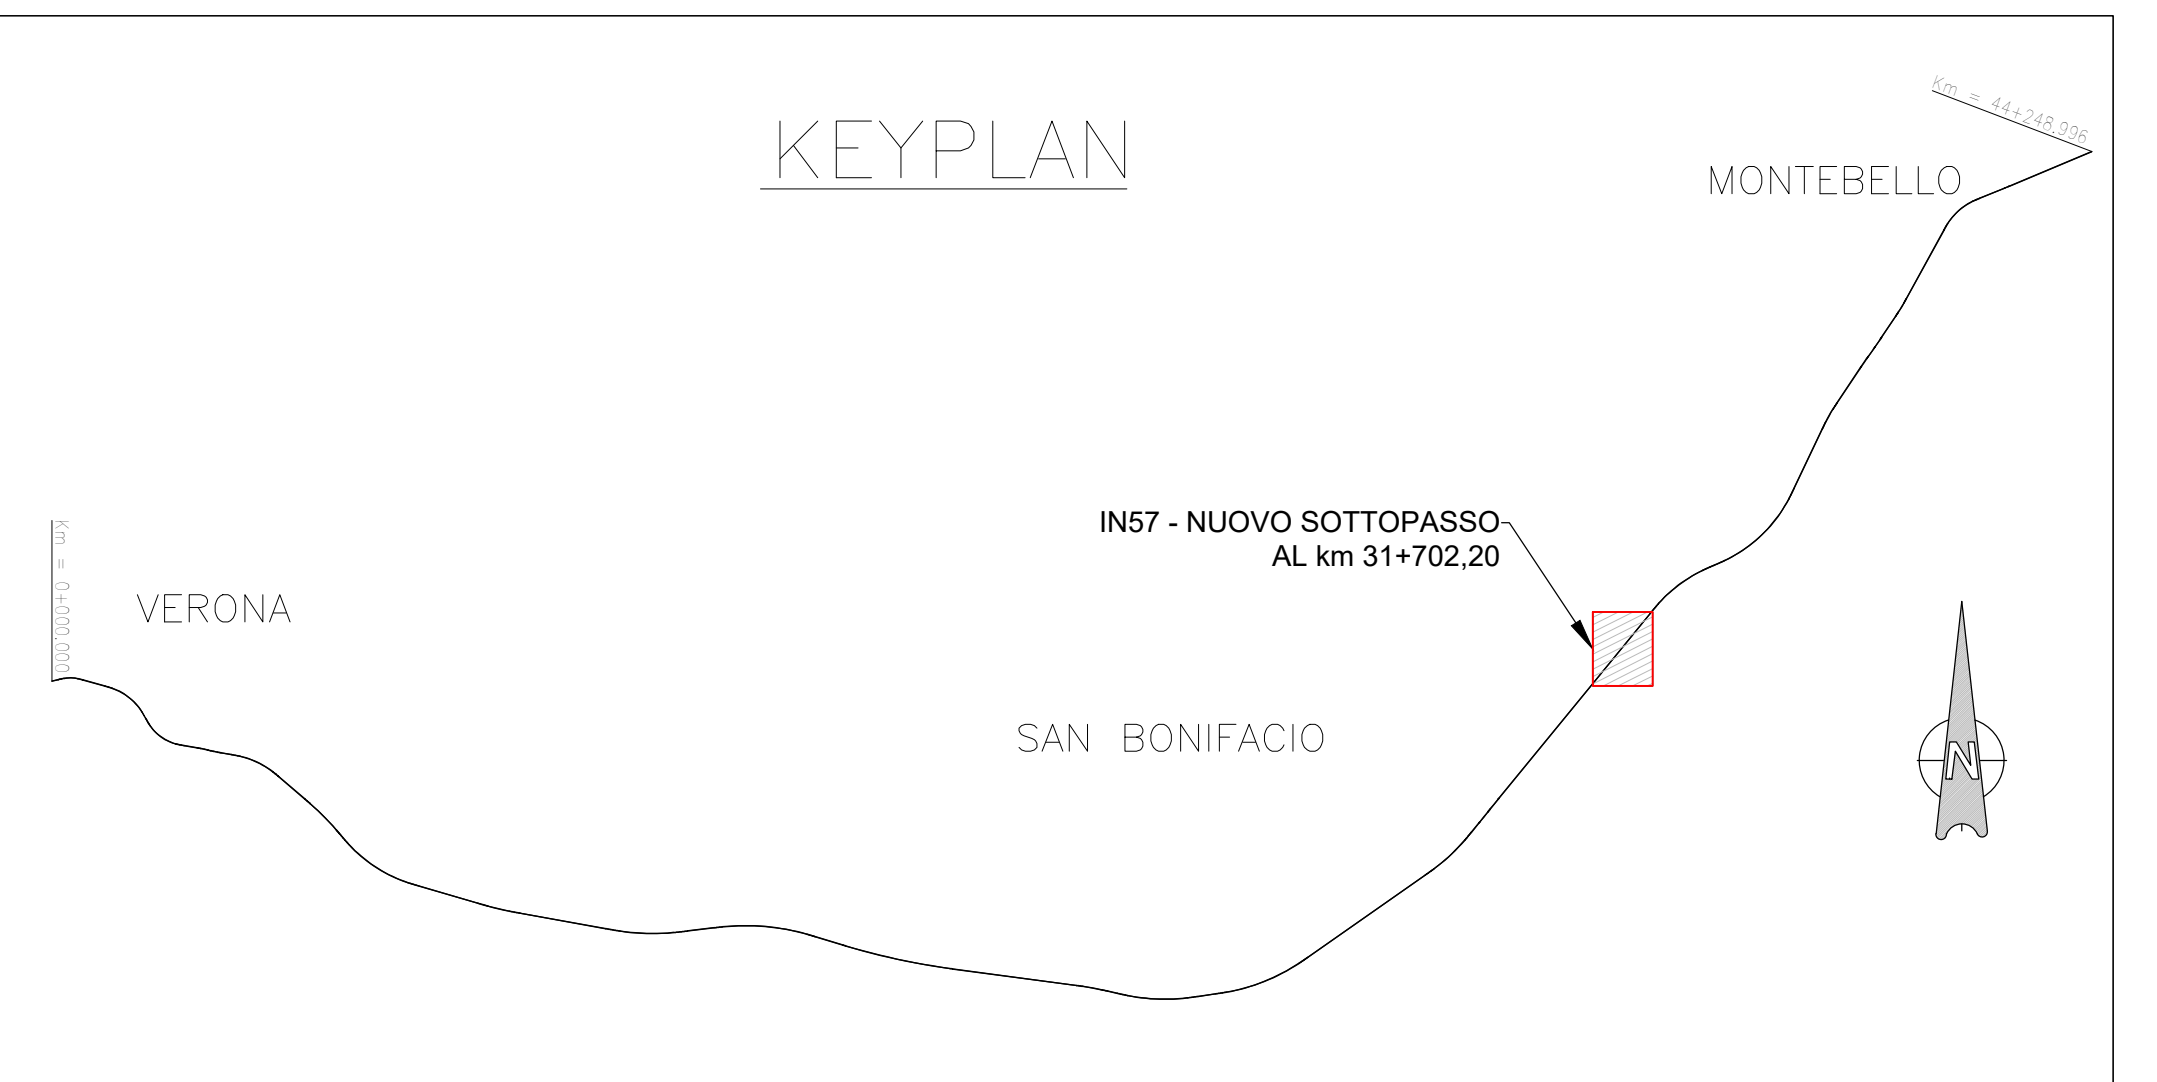 KEYPLAN
Km = 44+248.996
MONTEBELLO
IN57 - NUOVO SOTTOPASSO
AL km 31+702,20
Km = 0+000.000
VERONA
SAN BONIFACIO
N